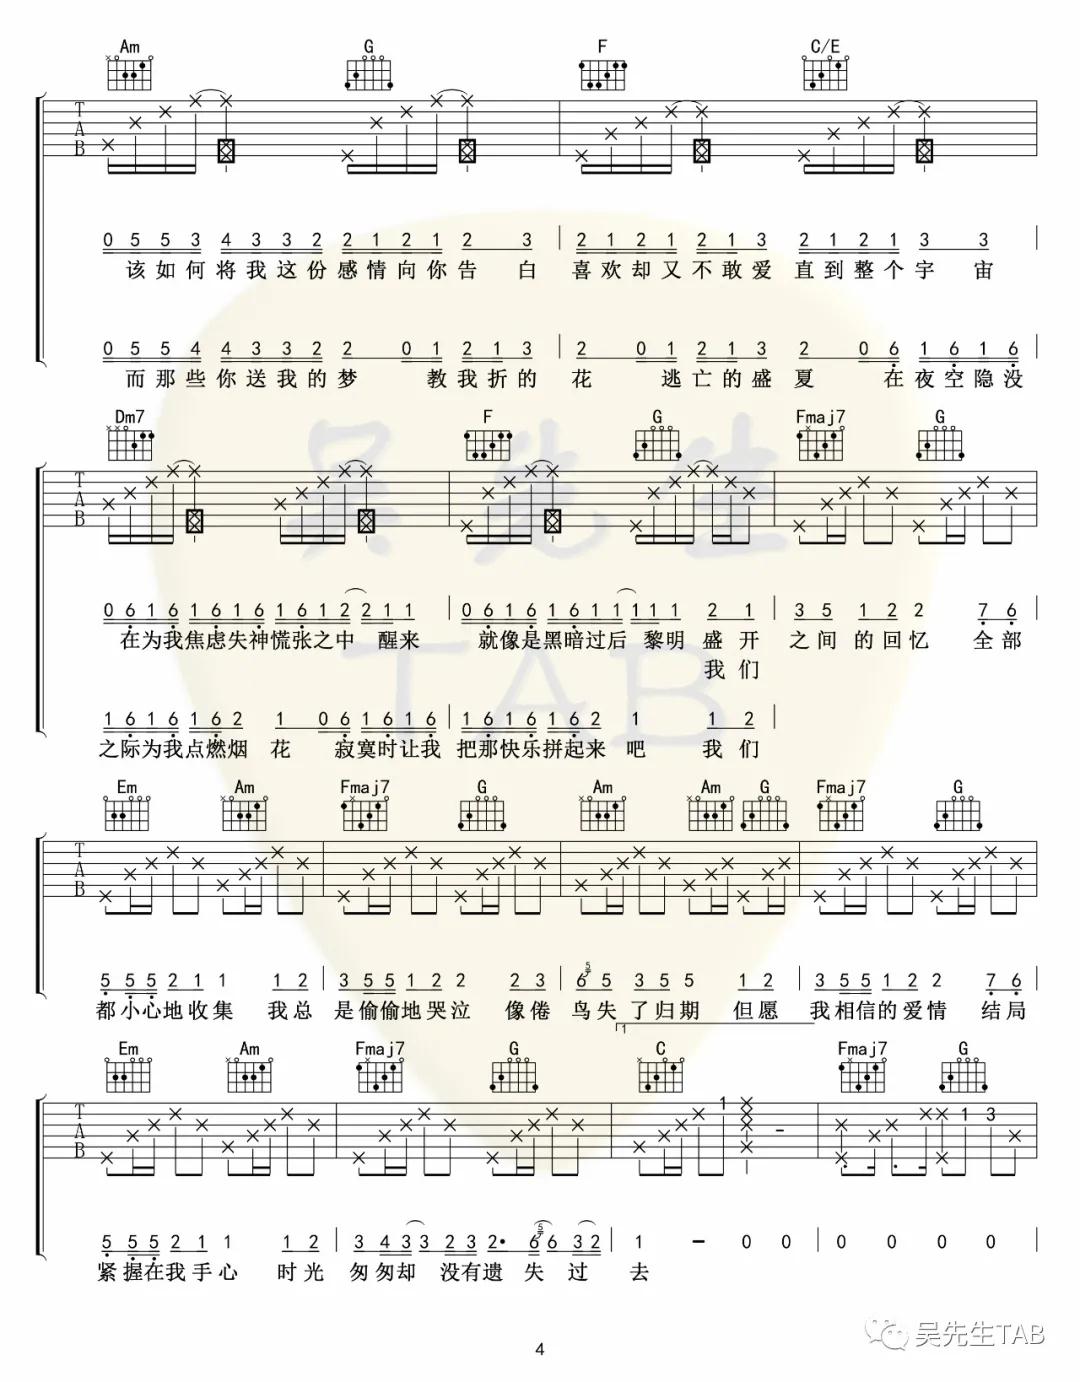 Am G F C/E
T
A
B
0 5 5 3 4 3 3 2 2 1 2 1 2 3 2 1 2 1 2 1 3 2 1 2 1 3 3
该如何将我这份感情向你告白 喜欢却又不敢爱 直到整个宇宙
0 5 5 4 4 3 3 2 2 0 1 2 1 3 2 0 1 2 1 3 2 0 6 1 6 1 6
而那些你送我的梦 教我折的花 逃亡的盛夏 在夜空隐没
Dm7 F G Fmaj7 G
T
A
B
0 6 1 6 1 6 1 6 1 6 1 2 2 1 1 0 6 1 6 1 6 1 1 1 1 1 2 1 3 5 1 2 2 7 6
在为我焦虑失神慌张之中 醒来 就像是黑暗过后 黎明 盛开 之间 的回忆 全部
我们
1 6 1 6 1 6 2 1 0 6 1 6 1 6 1 6 1 6 1 6 2 1 1 2
之际为我点燃烟 花 寂寞时让我 把那快乐拼起来 吧 我们
Em Am Fmaj7 G Am Am G Fmaj7 G
T
A
B
5 5 5 2 1 1 1 2 3 5 5 1 2 2 2 3 5 6 5 3 5 5 1 2 3 5 5 1 2 2 7 6
都小心地收集 我总 是偷偷地哭泣 像倦 鸟失了归期 但愿 我相信的爱情 结局
1
Em Am Fmaj7 G C Fmaj7 G
T
A
B
1 1 3
5 5 5 2 1 1 1 2 3 4 3 3 2 3 2· 5 6 6 3 2 1 – 0 0 0 0 0 0
紧握在我手心 时光 匆匆却 没有遗失过 去
吴先生
TAB
4
吴先生TAB